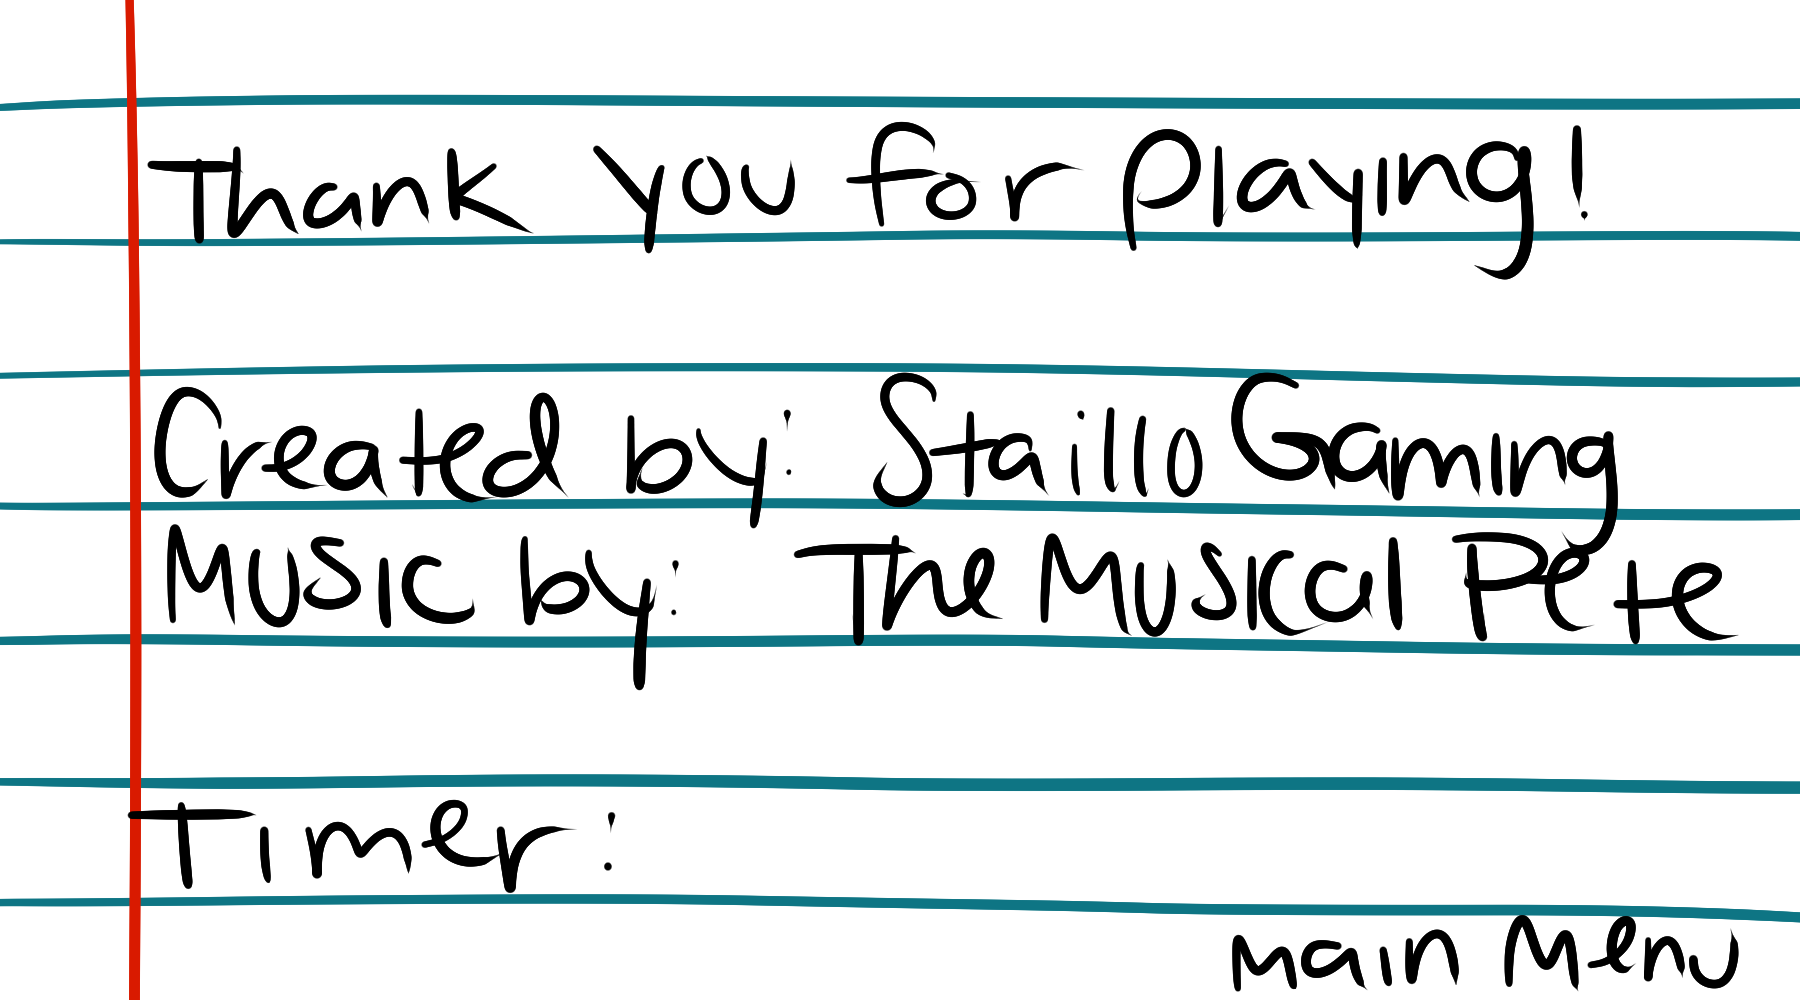 Thank you for Playing!
Created by: Staillo Gaming
Music by: The Musical Pete
Timer:
Main Menu